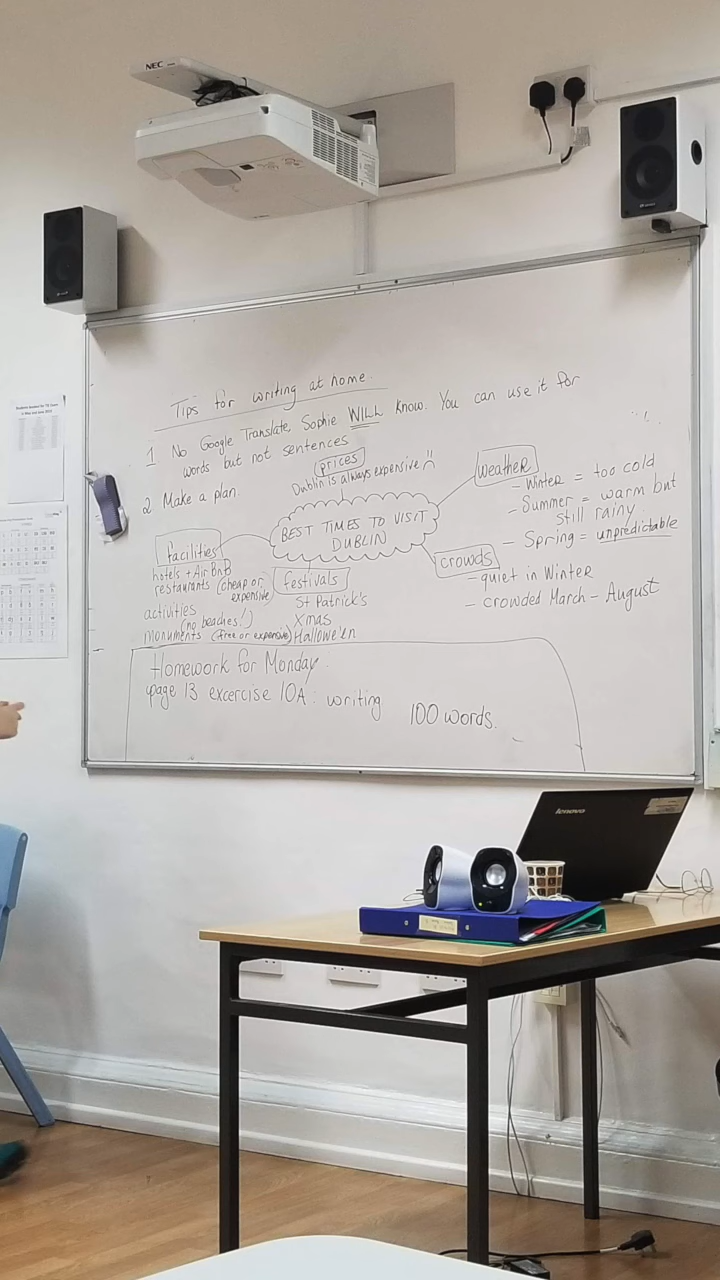 NEC
Tips for writing at home.
1 No Google Translate, Sophie WILL know. You can use it for
words but not sentences
2 Make a plan.
prices
Dublin is always expensive
BEST TIMES TO VISIT
DUBLIN
weather
- Winter = too cold
- Summer = warm but
still rainy.
- Spring = unpredictable
crowds
- quiet in Winter
- crowded March - August
facilities
hotels + Air BnB
restaurants (cheap or
expensive)
activities
(no beaches!)
monuments (free or expensive)
festivals
St Patrick's
Xmas
Hallowe'en
Homework for Monday:
page 13 excercise 10A: writing 100 words.
lenovo